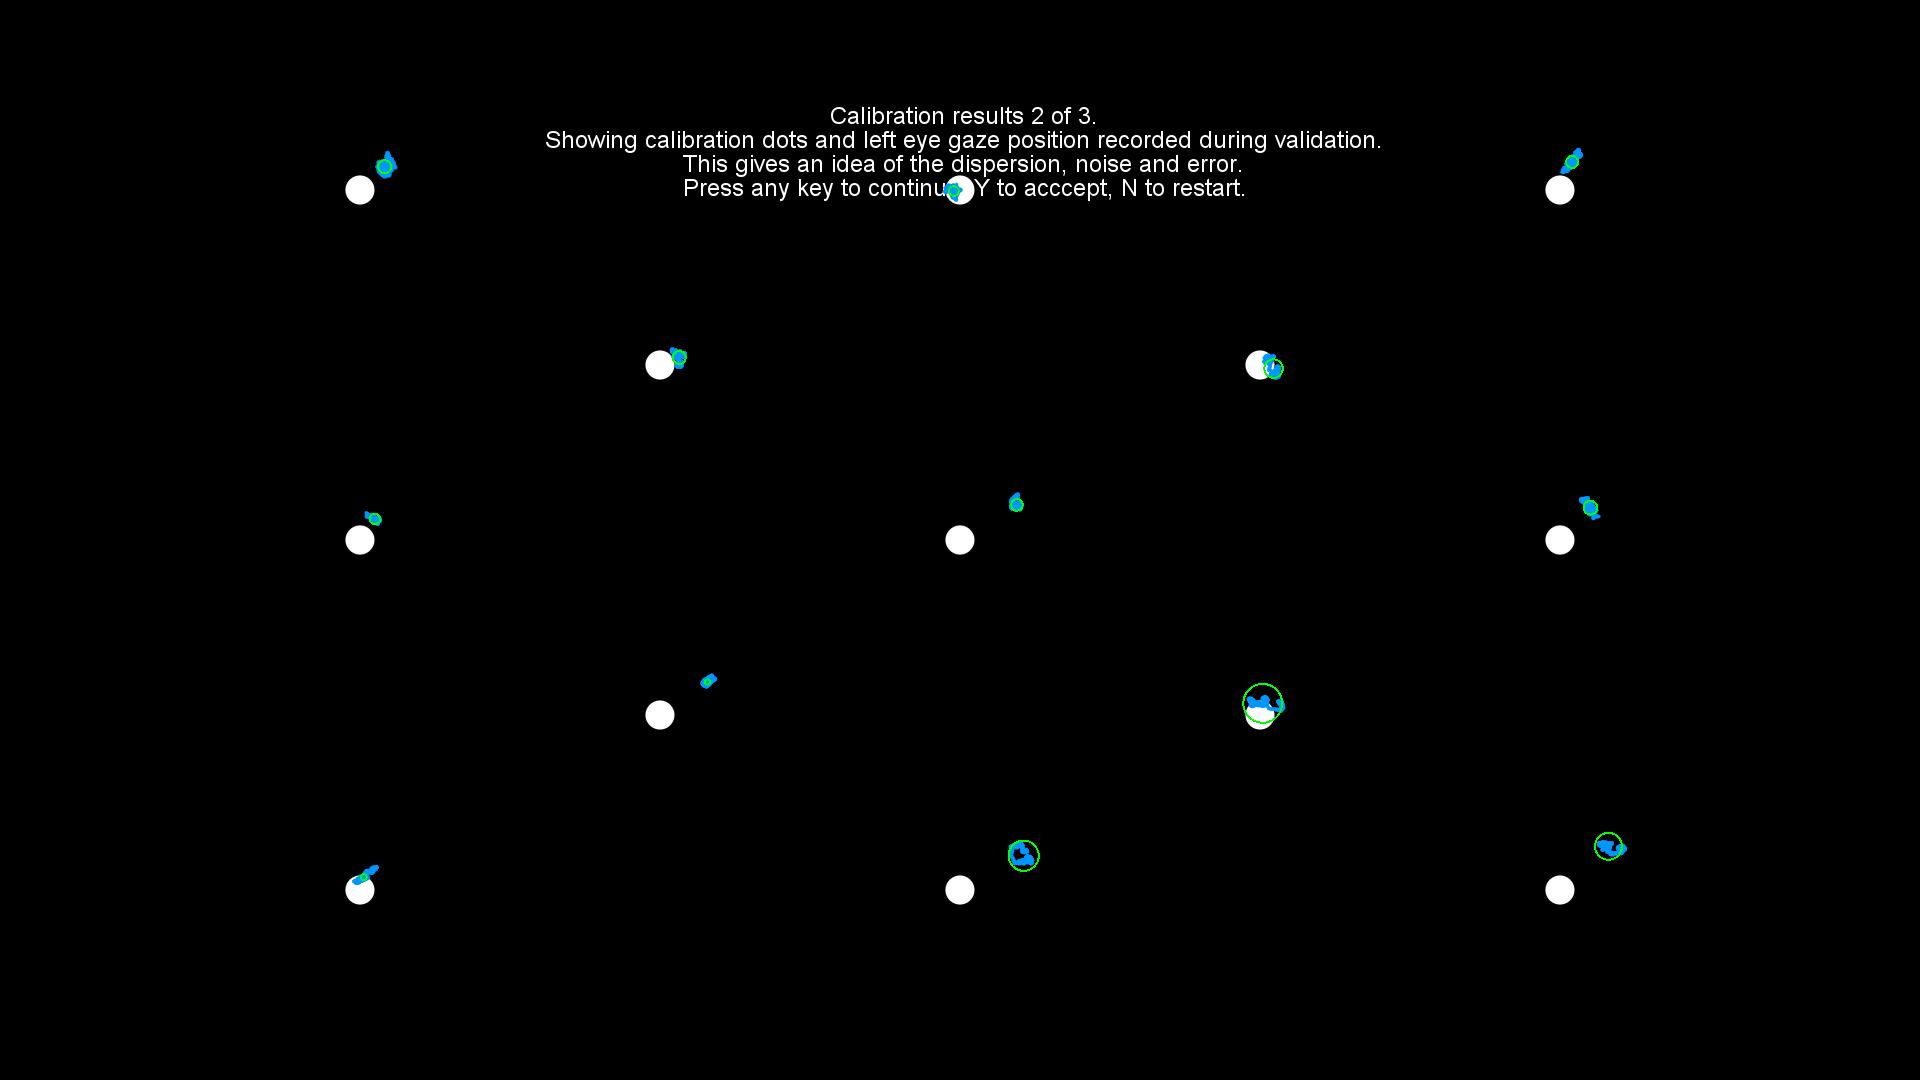 Calibration results 2 of 3.
Showing calibration dots and left eye gaze position recorded during validation.
This gives an idea of the dispersion, noise and error.
Press any key to continu Y to acccept, N to restart.